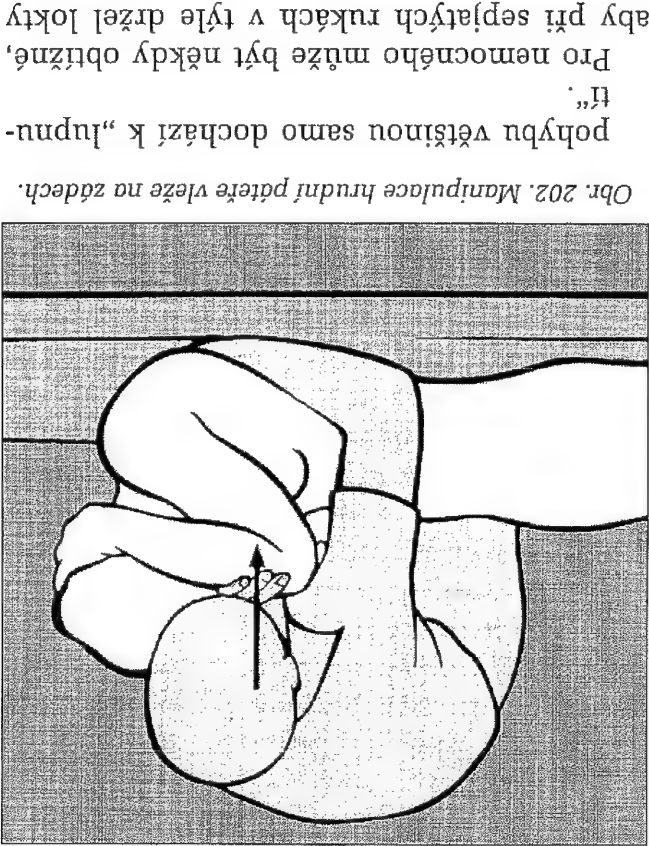 Obr. 202. Manipulace hrudní páteře vleže na zádech.
pohybu většinou samo dochází k „lupnu-
tí“.
Pro nemocného může být někdy obtížné,
aby při sepjatých rukách v týle držel lokty